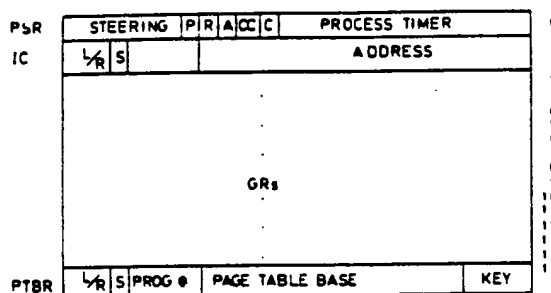 PSR STEERING P R A CC C PROCESS TIMER
IC L/R S ADDRESS
GRs
PTBR L/R S PROG # PAGE TABLE BASE KEY